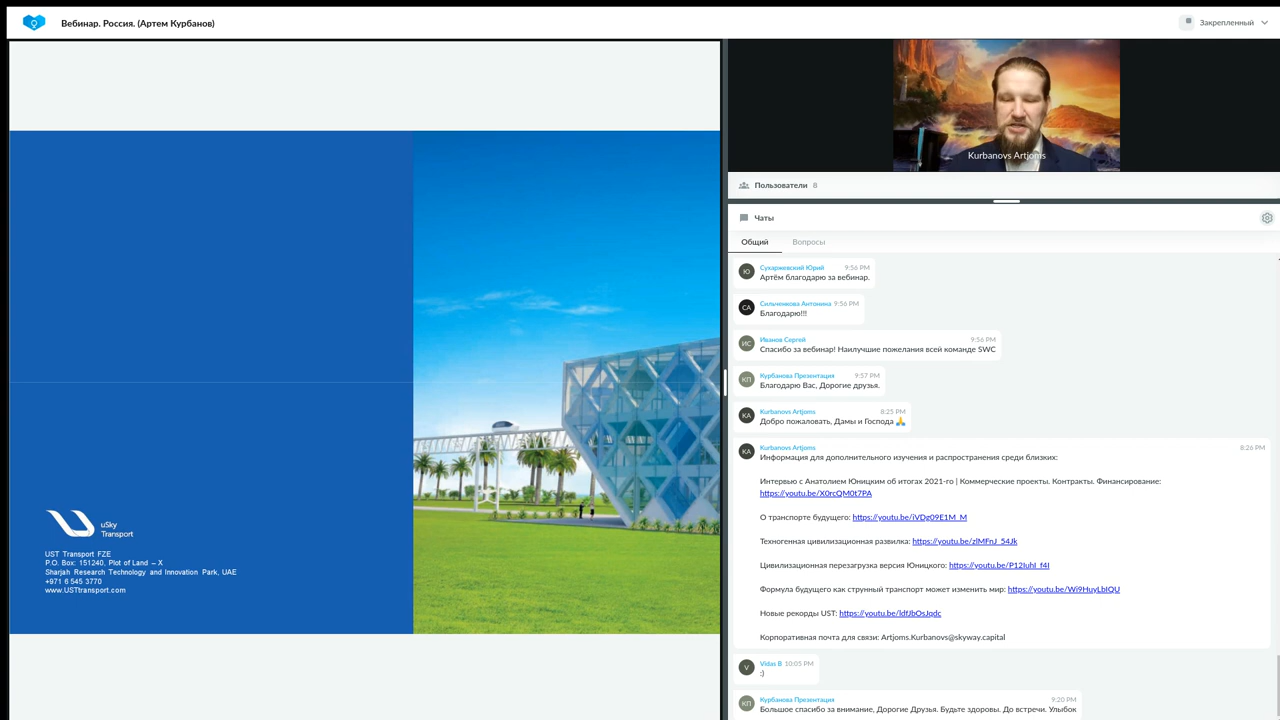 Вебинар. Россия. (Артем Курбанов)
Закрепленный
uSky
Transport
UST Transport FZE
P.O. Box: 151240, Plot of Land – X
Sharjah Research Technology and Innovation Park, UAE
+971 6 545 3770
www.USTtransport.com
Kurbanovs Artjoms
Пользователи 8
Чаты
Общий Вопросы
Ю
Сухаржевский Юрий 9:56 PM
Артём благодарю за вебинар.
СА
Сильченкова Антонина 9:56 PM
Благодарю!!!
ИС
Иванов Сергей 9:56 PM
Спасибо за вебинар! Наилучшие пожелания всей команде SWC
КП
Курбанова Презентация 9:57 PM
Благодарю Вас, Дорогие друзья.
KA
Kurbanovs Artjoms 8:25 PM
Добро пожаловать, Дамы и Господа 🙏
KA
Kurbanovs Artjoms 8:26 PM
Информация для дополнительного изучения и распространения среди близких:
Интервью с Анатолием Юницким об итогах 2021-го | Коммерческие проекты. Контракты. Финансирование:
https://youtu.be/X0rcQM0t7PA
О транспорте будущего: https://youtu.be/iVDg09E1M_M
Техногенная цивилизационная развилка: https://youtu.be/zlMFnJ_54Jk
Цивилизационная перезагрузка версия Юницкого: https://youtu.be/P12IuhI_f4I
Формула будущего как струнный транспорт может изменить мир: https://youtu.be/Wi9HuyLbIQU
Новые рекорды UST: https://youtu.be/ldfJbOsJqdc
Корпоративная почта для связи: Artjoms.Kurbanovs@skyway.capital
V
Vidas B 10:05 PM
:)
КП
Курбанова Презентация 9:20 PM
Большое спасибо за внимание, Дорогие Друзья. Будьте здоровы. До встречи. Улыбок